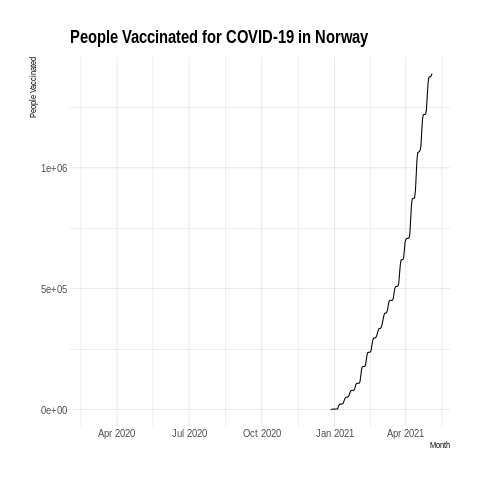 People Vaccinated for COVID-19 in Norway
People Vaccinated
1e+06
5e+05
0e+00
Apr 2020 Jul 2020 Oct 2020 Jan 2021 Apr 2021
Month